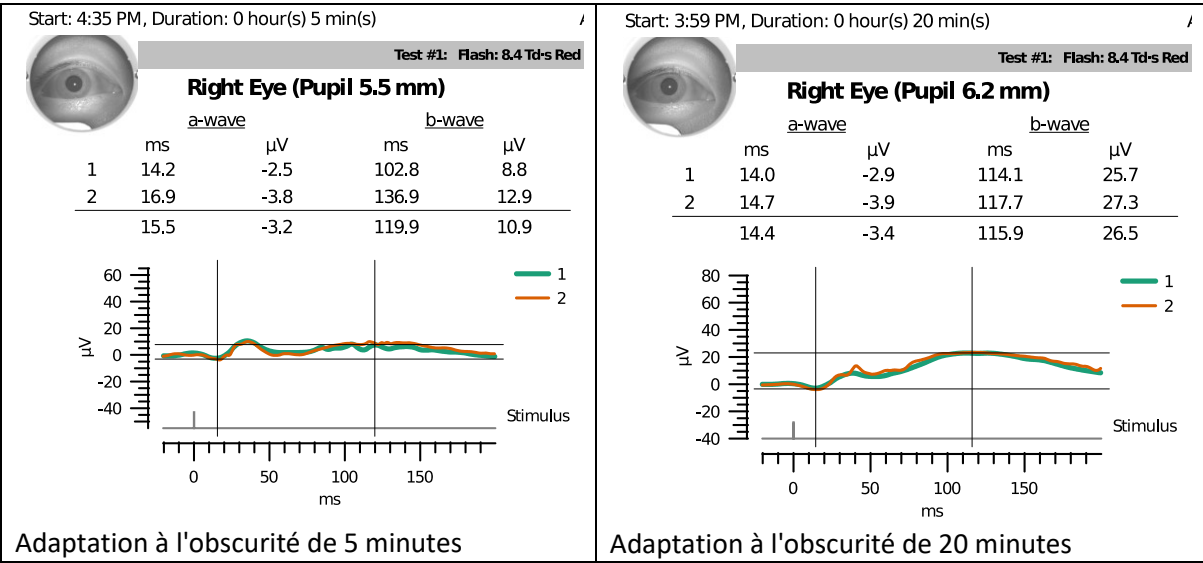 Start: 4:35 PM, Duration: 0 hour(s) 5 min(s)
Test #1: Flash: 8.4 Td·s Red
Right Eye (Pupil 5.5 mm)
a-wave b-wave
ms µV ms µV
1 14.2 -2.5 102.8 8.8
2 16.9 -3.8 136.9 12.9
15.5 -3.2 119.9 10.9
60
40
20
0
-20
-40
µV
1
2
Stimulus
0 50 100 150
ms
Adaptation à l'obscurité de 5 minutes
Start: 3:59 PM, Duration: 0 hour(s) 20 min(s)
Test #1: Flash: 8.4 Td·s Red
Right Eye (Pupil 6.2 mm)
a-wave b-wave
ms µV ms µV
1 14.0 -2.9 114.1 25.7
2 14.7 -3.9 117.7 27.3
14.4 -3.4 115.9 26.5
80
60
40
20
0
-20
-40
µV
1
2
Stimulus
0 50 100 150
ms
Adaptation à l'obscurité de 20 minutes